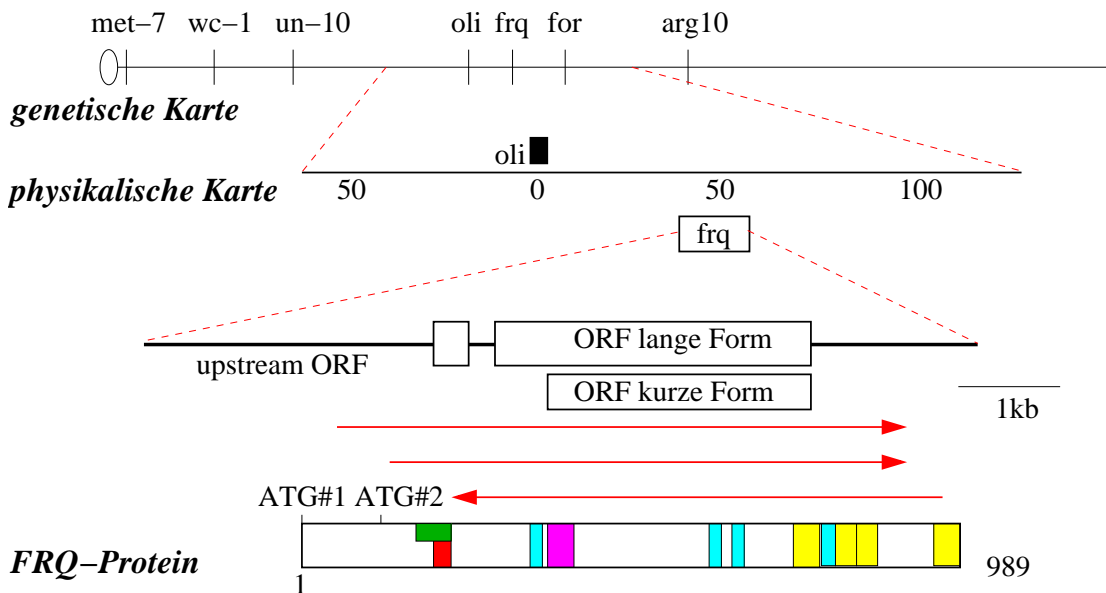 met−7 wc−1 un−10 oli frq for arg10
genetische Karte
oli
physikalische Karte 50 0 50 100
frq
ORF lange Form
upstream ORF
ORF kurze Form
1kb
ATG#1 ATG#2
FRQ−Protein 989
1